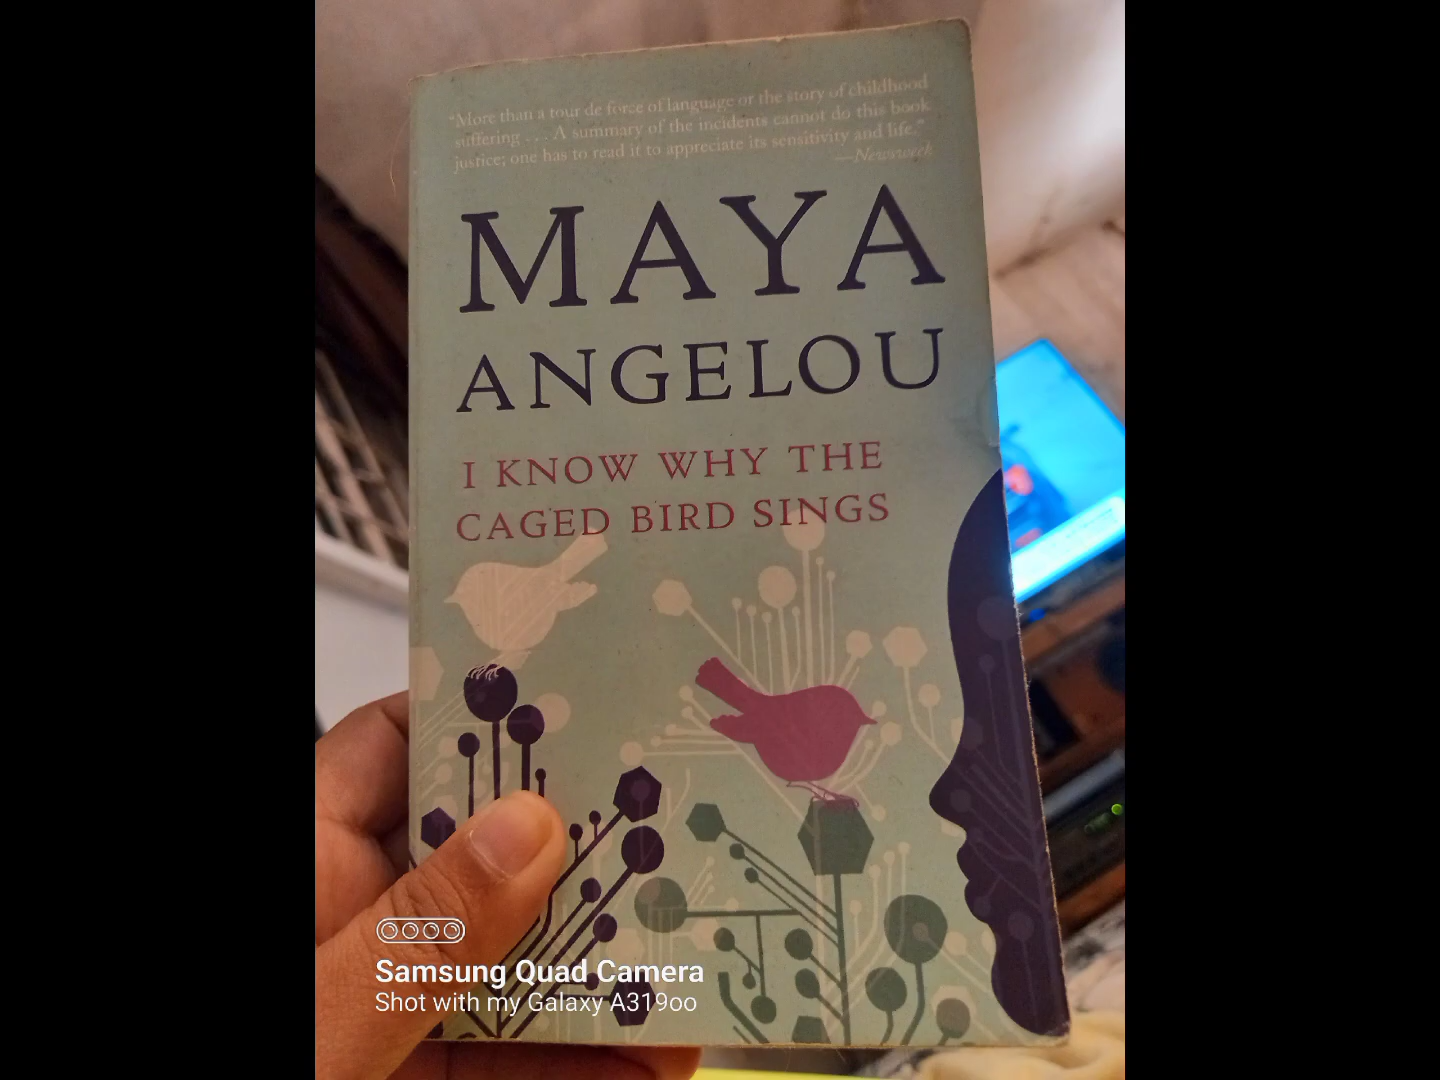 "More than a tour de force of language or the story of childhood
suffering . . . A summary of the incidents cannot do this book
justice; one has to read it to appreciate its sensitivity and life."
—Newsweek
MAYA
ANGELOU
I KNOW WHY THE
CAGED BIRD SINGS
Samsung Quad Camera
Shot with my Galaxy A319oo